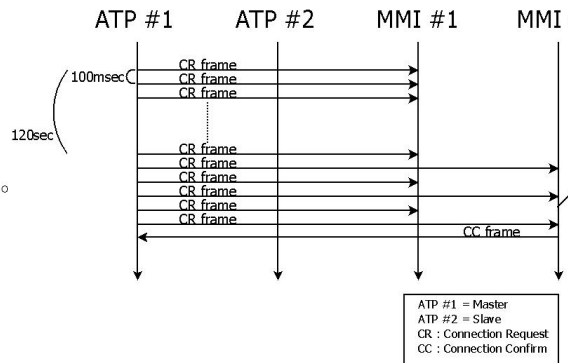 ATP #1 ATP #2 MMI #1 MMI
CR frame
100msec
CR frame
CR frame
120sec
CR frame
CR frame
CR frame
CR frame
CR frame
CR frame
CC frame
ATP #1 = Master
ATP #2 = Slave
CR : Connection Request
CC : Connection Confirm